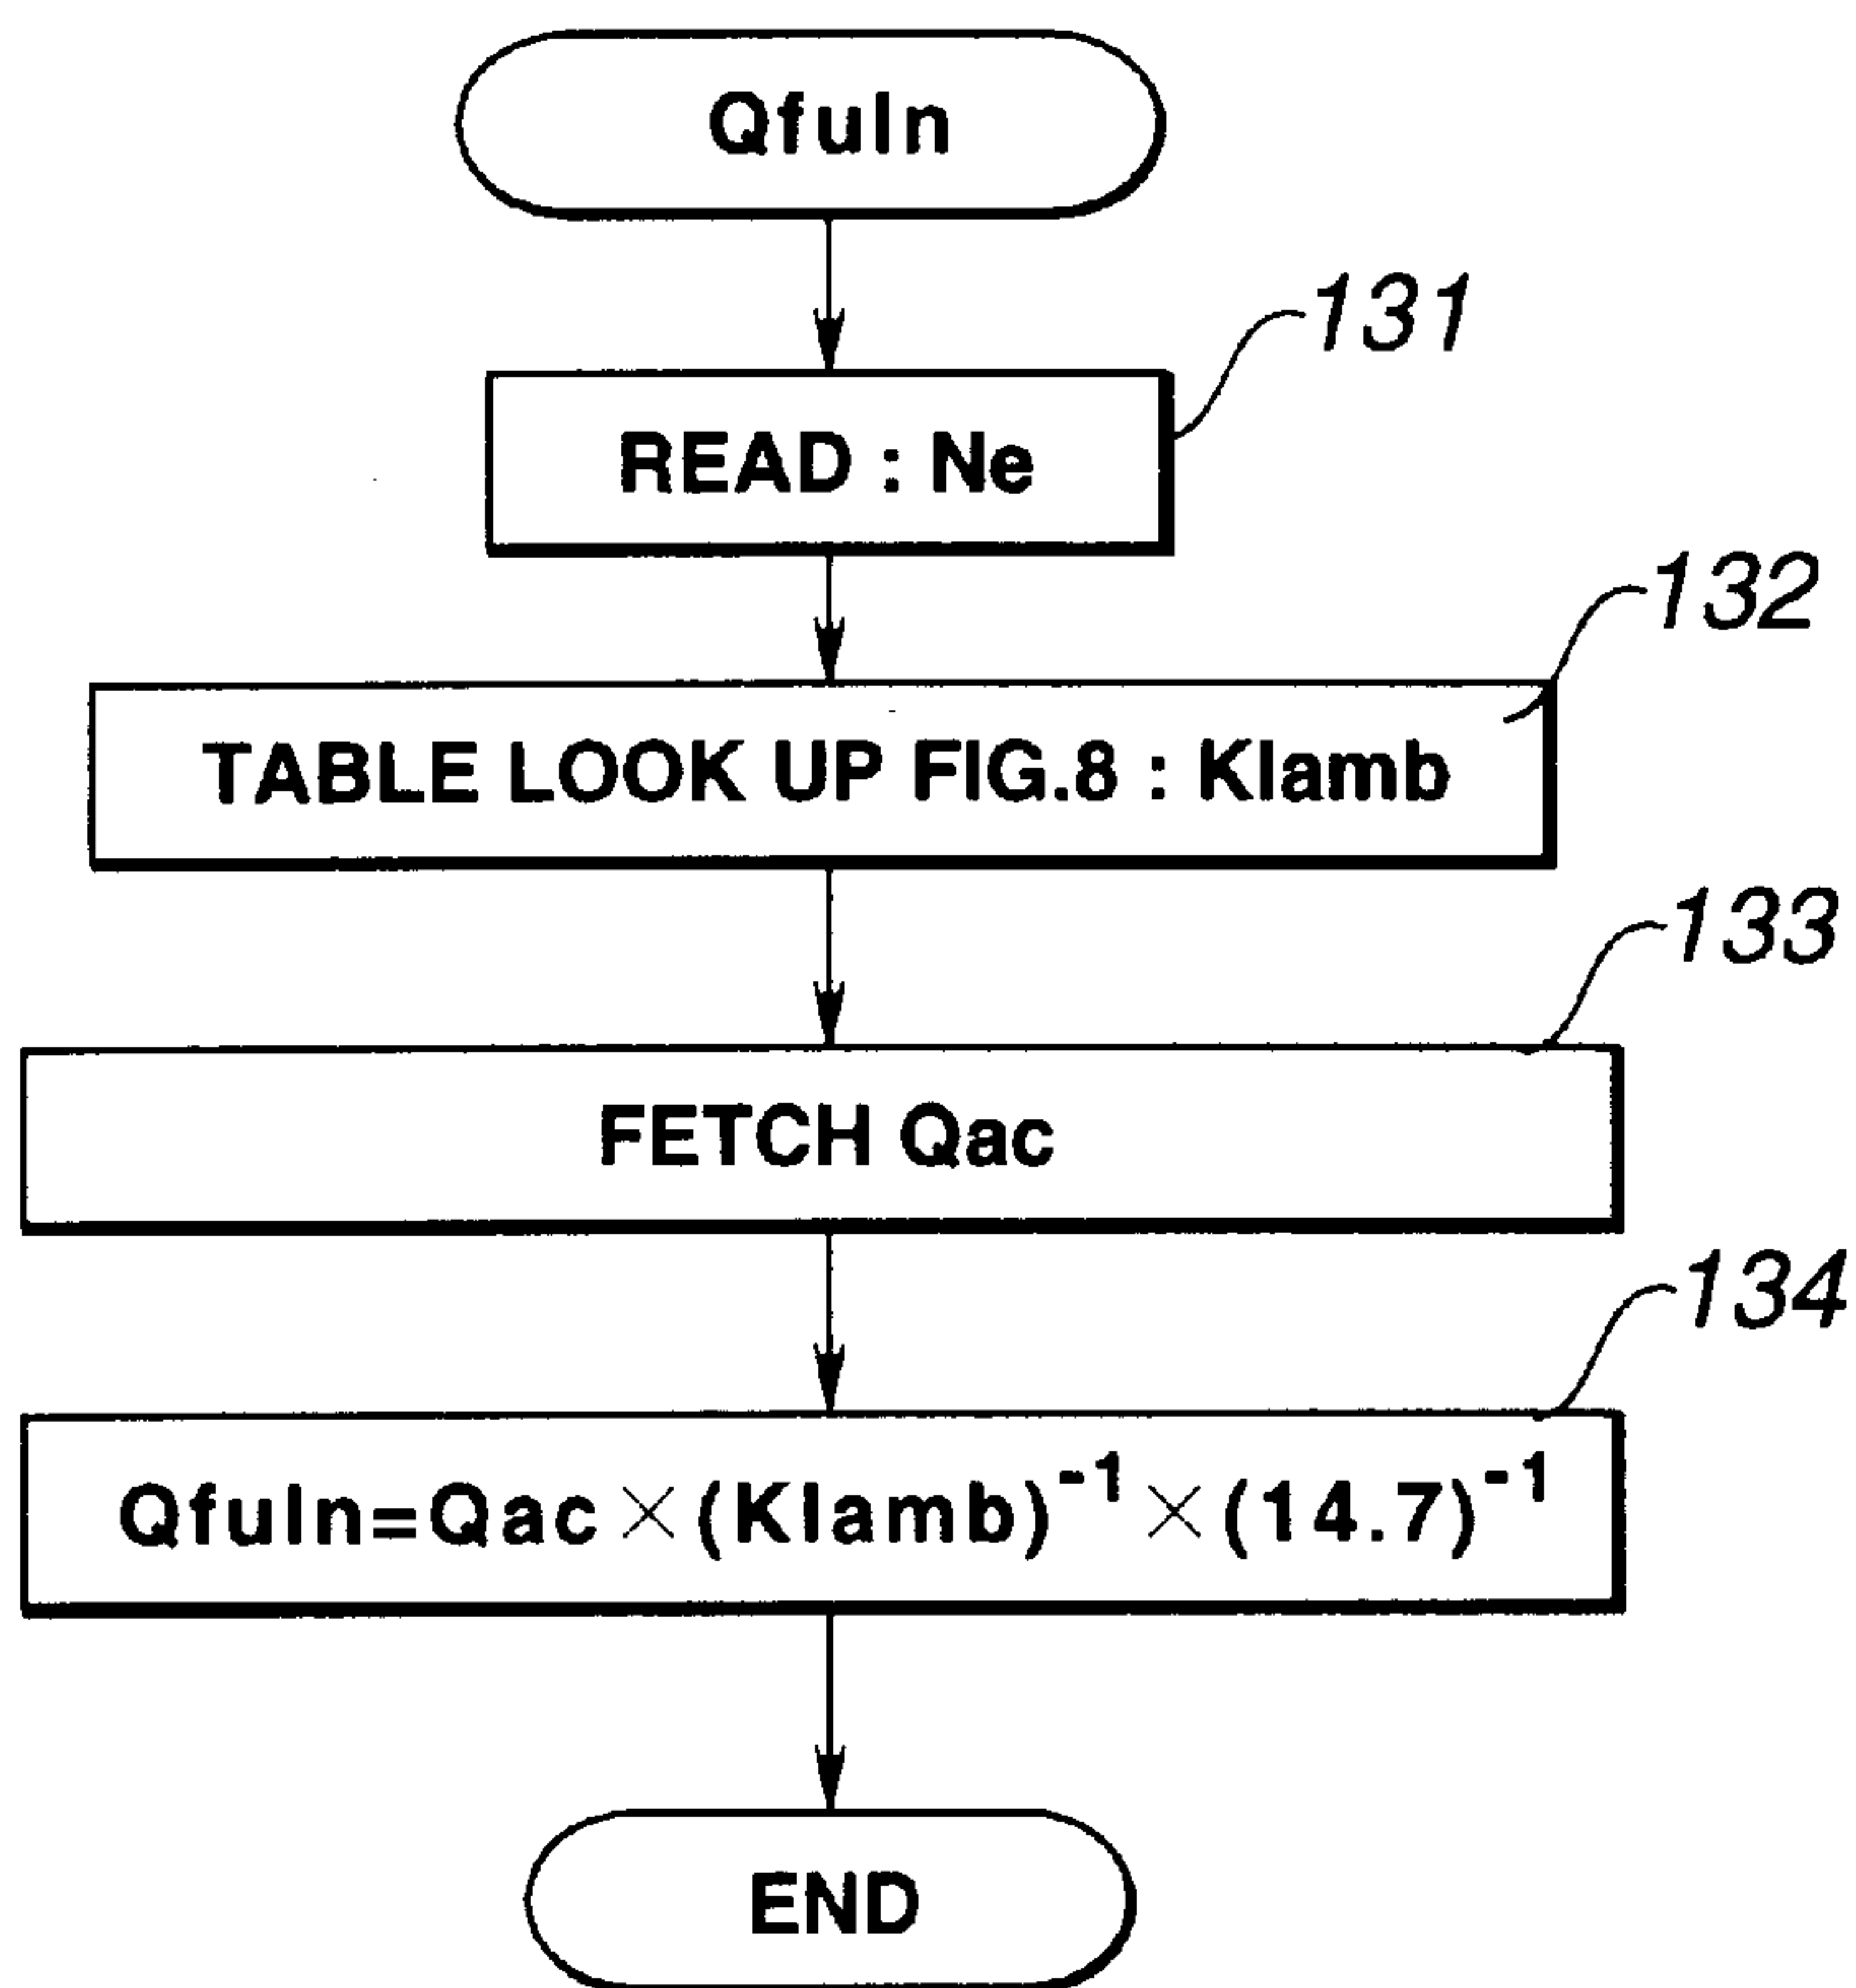 Qfuln
READ : Ne
131
TABLE LOOK UP FIG.8 : Klamb
132
FETCH Qac
133
Qfuln=Qac×(Klamb)⁻¹×(14.7)⁻¹
134
END